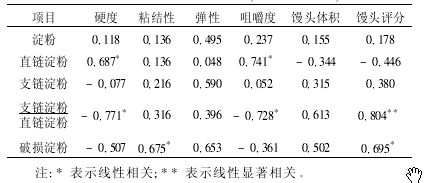 项目 硬度 粘结性 弹性 咀嚼度 馒头体积 馒头评分
淀粉 0.118 0.136 0.495 0.237 0.155 0.178
直链淀粉 0.687* 0.136 0.048 0.741* -0.344 -0.446
支链淀粉 -0.077 0.216 0.590 0.052 0.315 0.380
支链淀粉
直链淀粉 -0.771* 0.316 0.396 -0.728* 0.613 0.804**
破损淀粉 -0.507 0.675* 0.653 -0.361 0.502 0.695*
注:* 表示线性相关;** 表示线性显著相关.